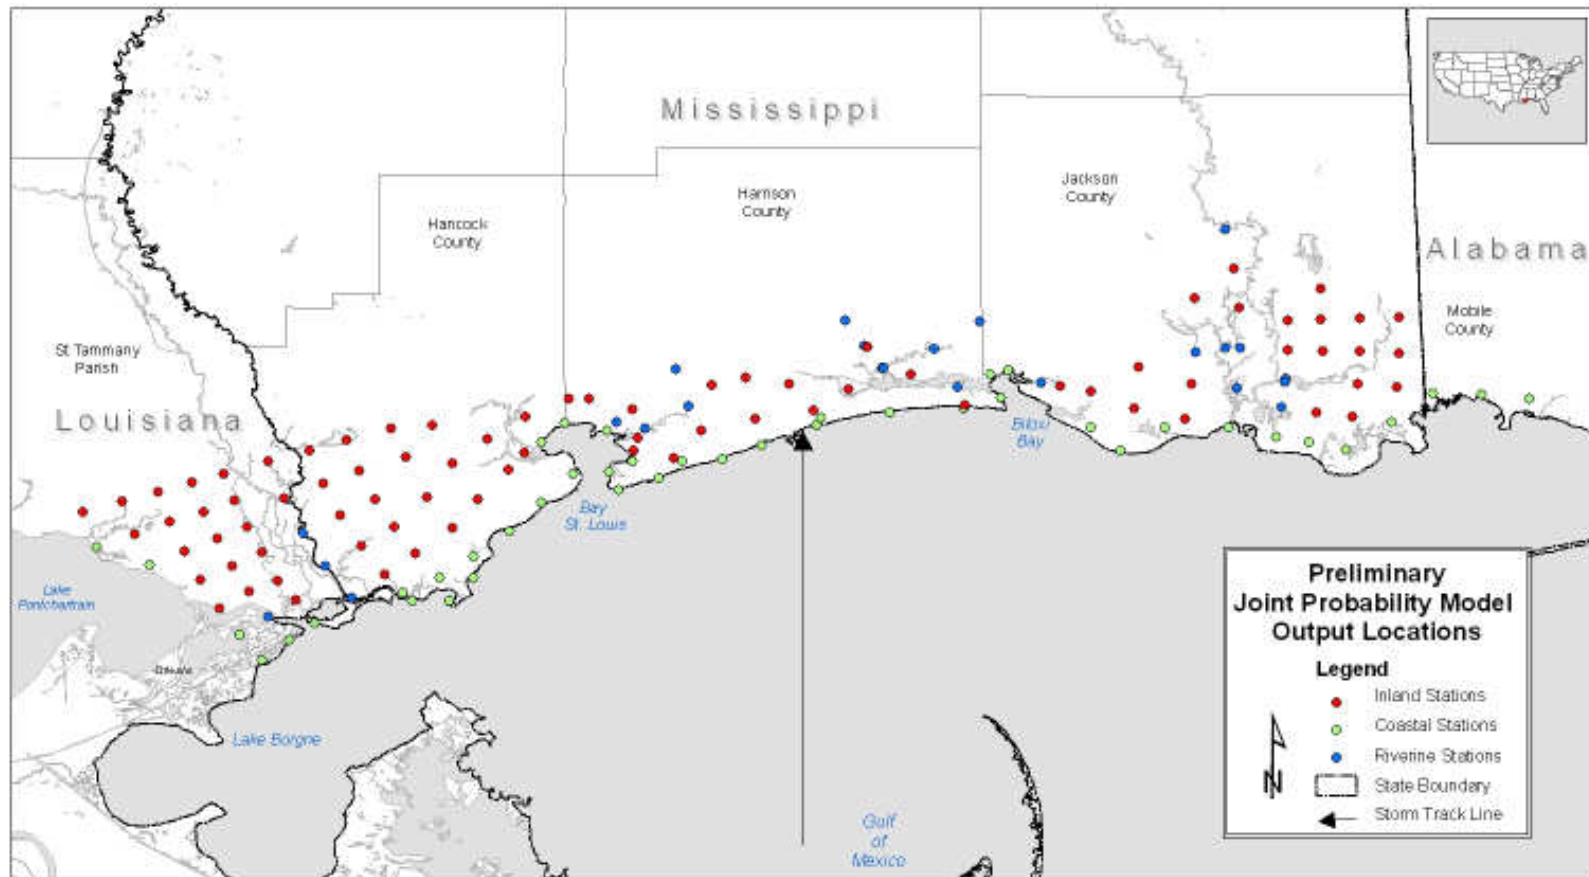 Mississippi
Harrison
County
Jackson
County
Hancock
County
Alabama
Mobile
County
St Tammany
Parish
Louisiana
Biloxi
Bay
Bay
St. Louis
Lake
Pontchartrain
Orleans
Lake Borgne
Gulf
of
Mexico
Preliminary
Joint Probability Model
Output Locations
Legend
Inland Stations
Coastal Stations
Riverine Stations
State Boundary
Storm Track Line
N